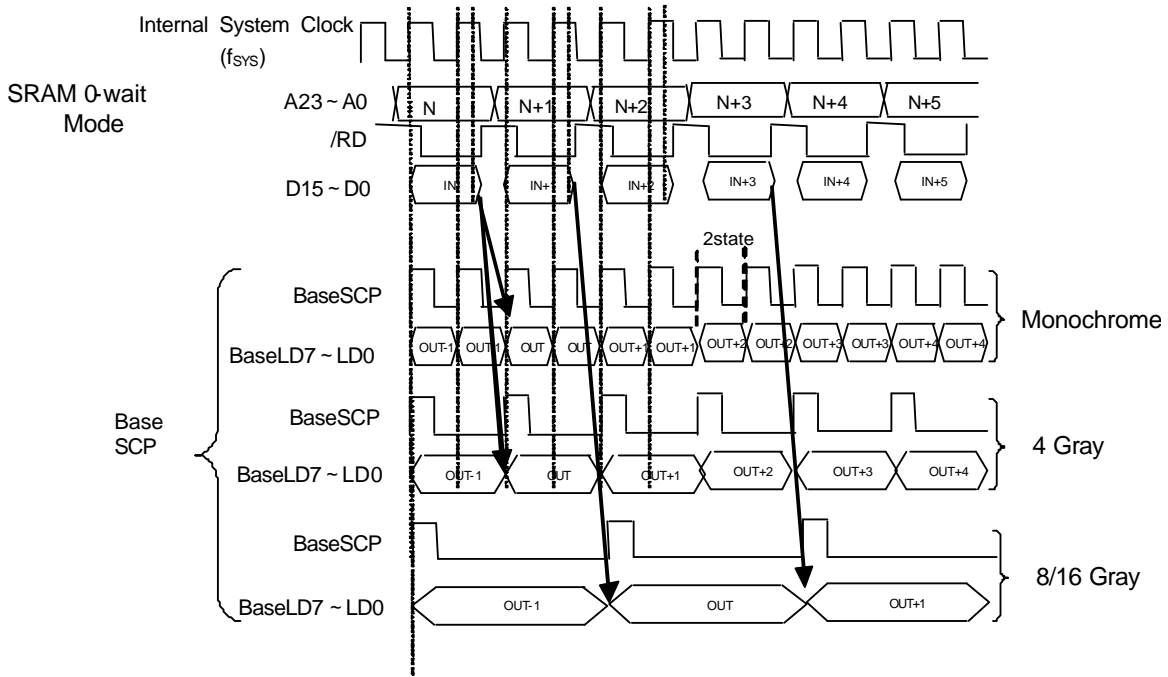 Internal System Clock
(fSYS)
SRAM 0-wait
Mode
A23 ~ A0
N N+1 N+2 N+3 N+4 N+5
/RD
D15 ~ D0
IN IN+1 IN+2 IN+3 IN+4 IN+5
2state
BaseSCP
Monochrome
BaseLD7 ~ LD0
OUT-1 OUT-1 OUT OUT OUT+1 OUT+1 OUT+2 OUT+2 OUT+3 OUT+3 OUT+4 OUT+4
Base
SCP
BaseSCP
4 Gray
BaseLD7 ~ LD0
OUT-1 OUT OUT+1 OUT+2 OUT+3 OUT+4
BaseSCP
8/16 Gray
BaseLD7 ~ LD0
OUT-1 OUT OUT+1